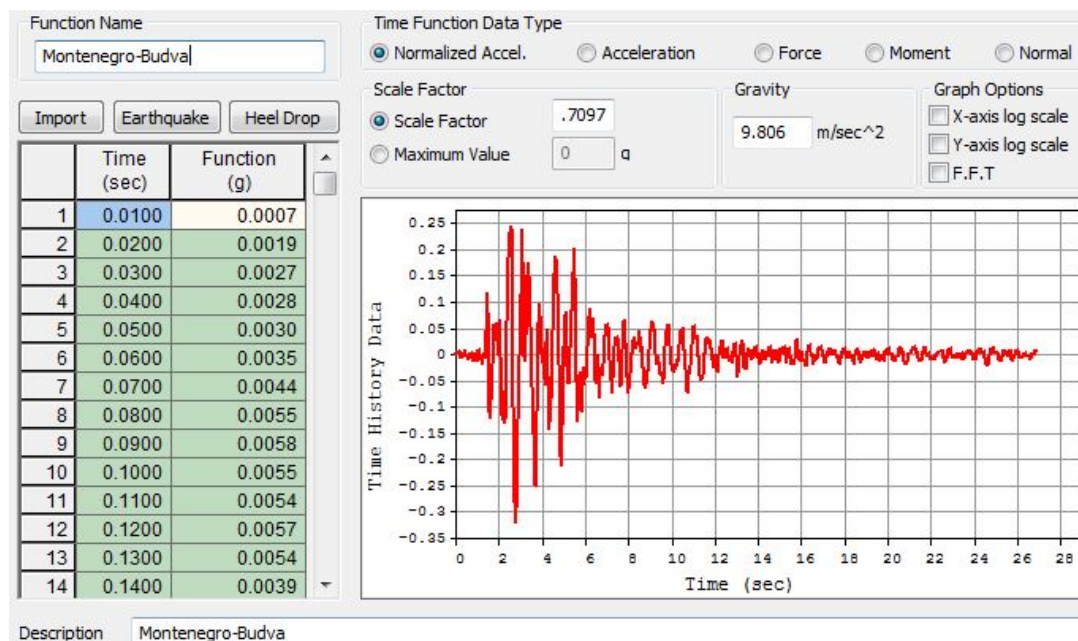 Function Name
Montenegro-Budva
Time Function Data Type
Normalized Accel. Acceleration Force Moment Normal
Import Earthquake Heel Drop
Scale Factor
Scale Factor .7097
Maximum Value 0 g
Gravity
9.806 m/sec^2
Graph Options
X-axis log scale
Y-axis log scale
F.F.T
Time (sec) Function (g)
1 0.0100 0.0007
2 0.0200 0.0019
3 0.0300 0.0027
4 0.0400 0.0028
5 0.0500 0.0030
6 0.0600 0.0035
7 0.0700 0.0044
8 0.0800 0.0055
9 0.0900 0.0058
10 0.1000 0.0055
11 0.1100 0.0054
12 0.1200 0.0057
13 0.1300 0.0054
14 0.1400 0.0039
Time History Data
0.25
0.2
0.15
0.1
0.05
0
-0.05
-0.1
-0.15
-0.2
-0.25
-0.3
-0.35
0 2 4 6 8 10 12 14 16 18 20 22 24 26 28
Time (sec)
Description Montenegro-Budva